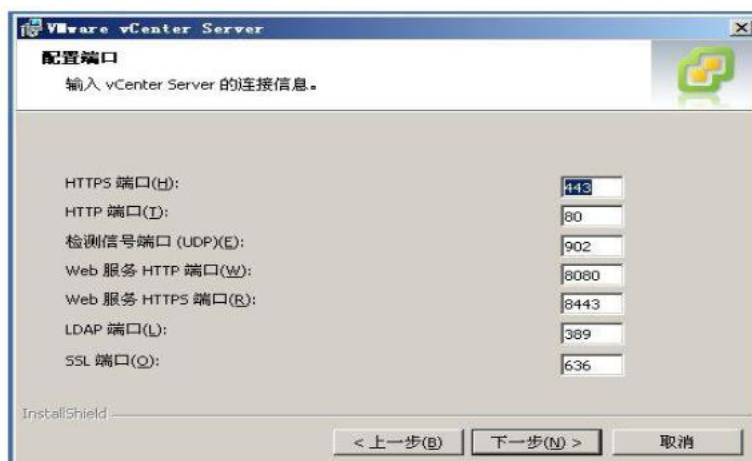 VMware vCenter Server
配置端口
输入 vCenter Server 的连接信息。
HTTPS 端口(H): 443
HTTP 端口(T): 80
检测信号端口 (UDP)(E): 902
Web 服务 HTTP 端口(W): 8080
Web 服务 HTTPS 端口(R): 8443
LDAP 端口(L): 389
SSL 端口(O): 636
InstallShield
< 上一步(B) 下一步(N) > 取消